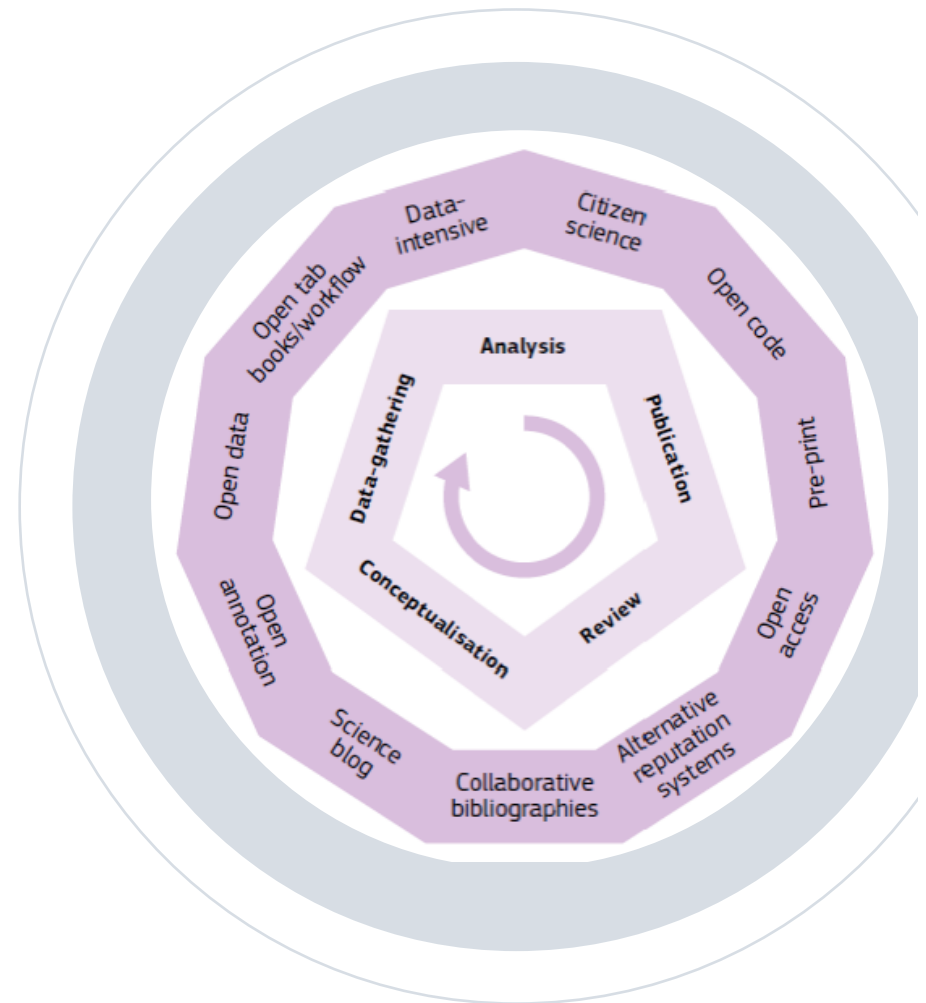 Data-
intensive
Citizen
science
Open code
Pre-print
Open
access
Alternative
reputation
systems
Collaborative
bibliographies
Science
blog
Open
annotation
Open data
Open tab
books/workflow
Analysis
Publication
Review
Conceptualisation
Data-gathering